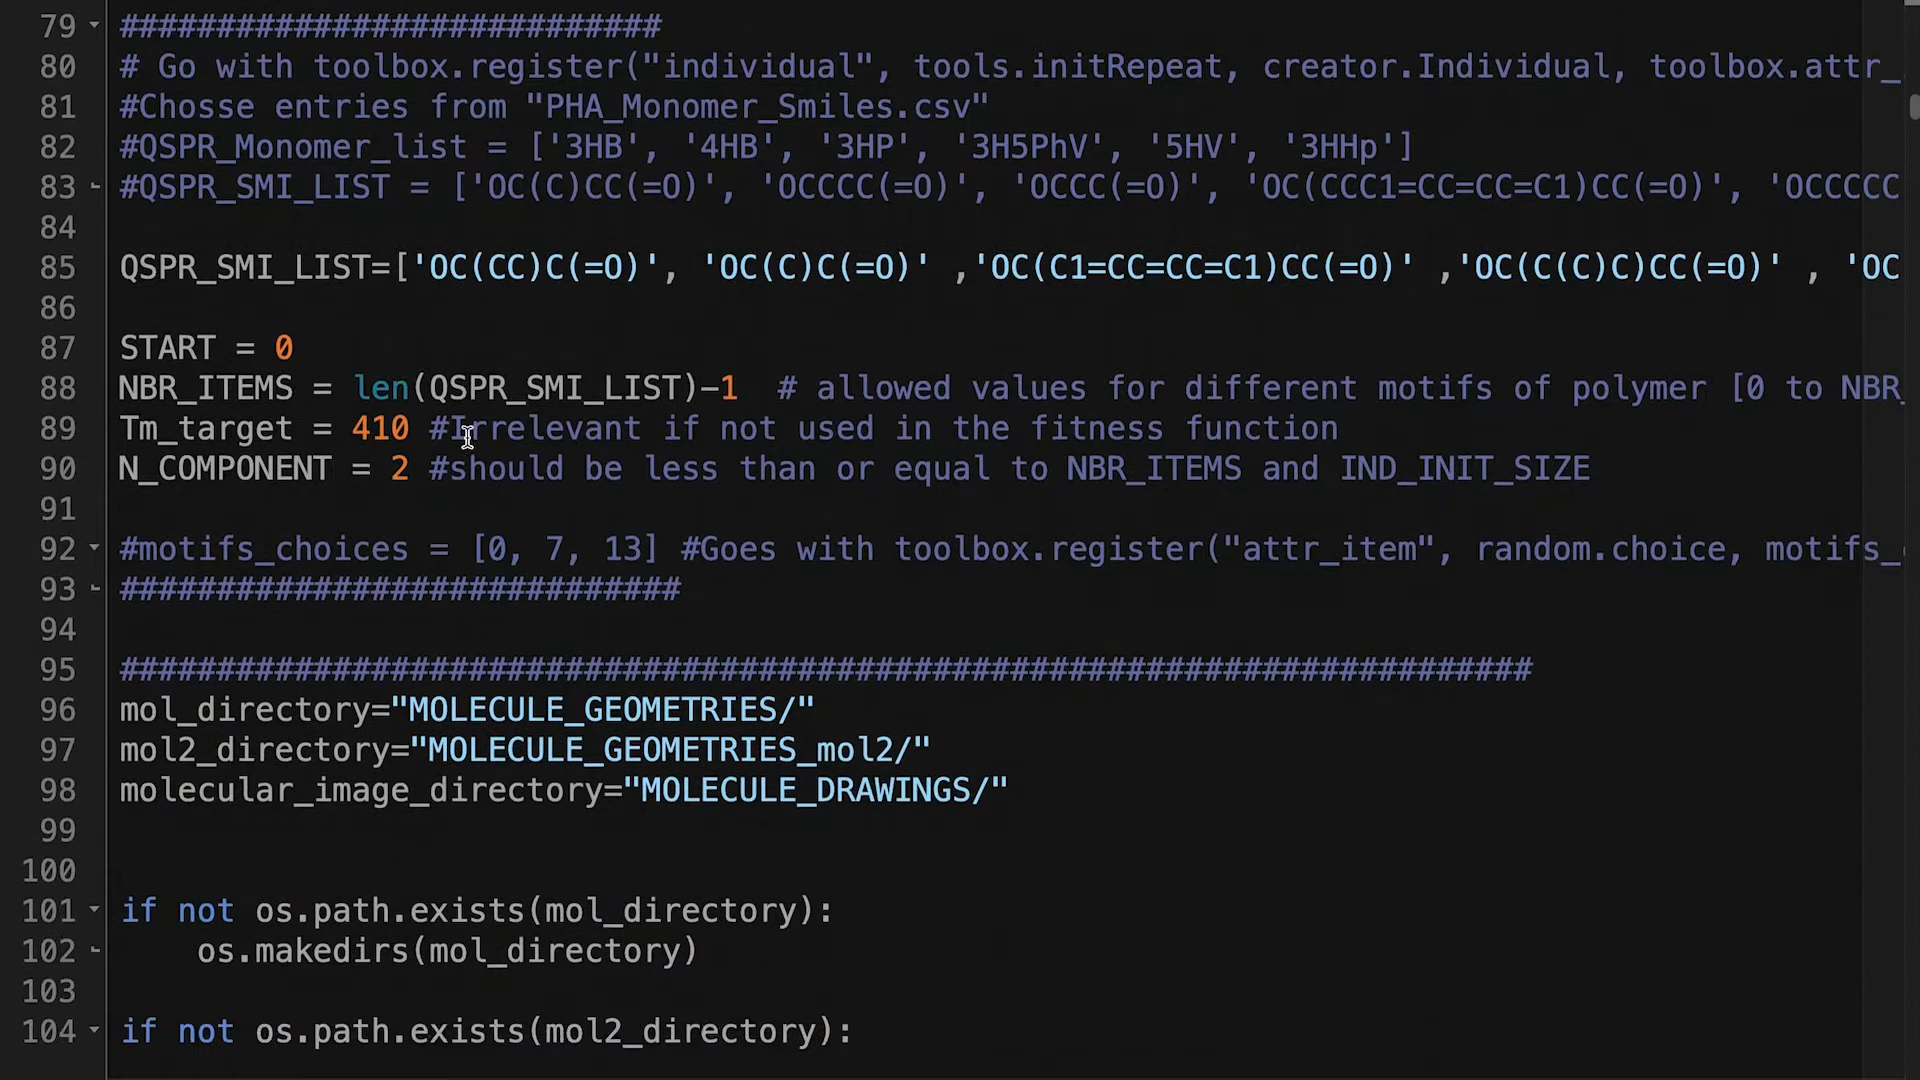 79 ############################
80 # Go with toolbox.register("individual", tools.initRepeat, creator.Individual, toolbox.attr_
81 #Chosse entries from "PHA_Monomer_Smiles.csv"
82 #QSPR_Monomer_list = ['3HB', '4HB', '3HP', '3H5PhV', '5HV', '3HHp']
83 #QSPR_SMI_LIST = ['OC(C)CC(=O)', 'OCCCC(=O)', 'OCCC(=O)', 'OC(CCC1=CC=CC=C1)CC(=O)', 'OCCCCC
84
85 QSPR_SMI_LIST=['OC(CC)C(=O)', 'OC(C)C(=O)' ,'OC(C1=CC=CC=C1)CC(=O)' ,'OC(C(C)C)CC(=O)' , 'OC
86
87 START = 0
88 NBR_ITEMS = len(QSPR_SMI_LIST)-1  # allowed values for different motifs of polymer [0 to NBR_
89 Tm_target = 410 #Irrelevant if not used in the fitness function
90 N_COMPONENT = 2 #should be less than or equal to NBR_ITEMS and IND_INIT_SIZE
91
92 #motifs_choices = [0, 7, 13] #Goes with toolbox.register("attr_item", random.choice, motifs_
93 #############################
94
95 #########################################################################
96 mol_directory="MOLECULE_GEOMETRIES/"
97 mol2_directory="MOLECULE_GEOMETRIES_mol2/"
98 molecular_image_directory="MOLECULE_DRAWINGS/"
99
100
101 if not os.path.exists(mol_directory):
102     os.makedirs(mol_directory)
103
104 if not os.path.exists(mol2_directory):